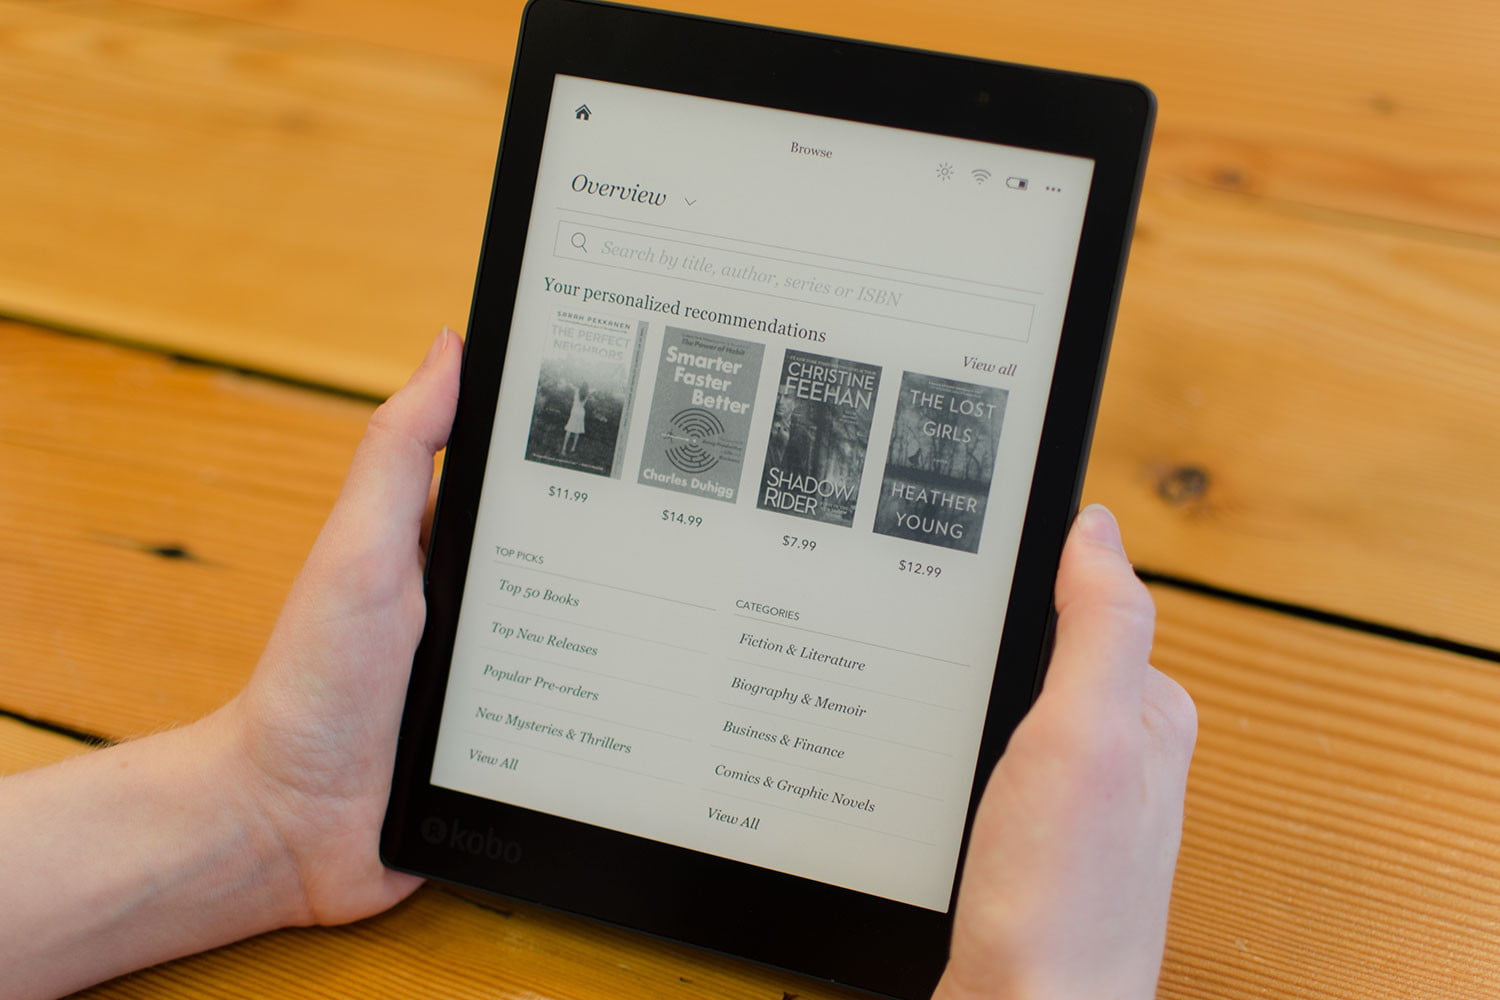 Browse
Overview
Search by title, author, series or ISBN
Your personalized recommendations
View all
SARAH PEKKANEN
THE PERFECT
NEIGHBORS
$11.99
The Power of Habit
Smarter
Faster
Better
Charles Duhigg
$14.99
CHRISTINE
FEEHAN
SHADOW
RIDER
$7.99
THE LOST
GIRLS
HEATHER
YOUNG
$12.99
TOP PICKS
Top 50 Books
Top New Releases
Popular Pre-orders
New Mysteries & Thrillers
View All
CATEGORIES
Fiction & Literature
Biography & Memoir
Business & Finance
Comics & Graphic Novels
View All
kobo